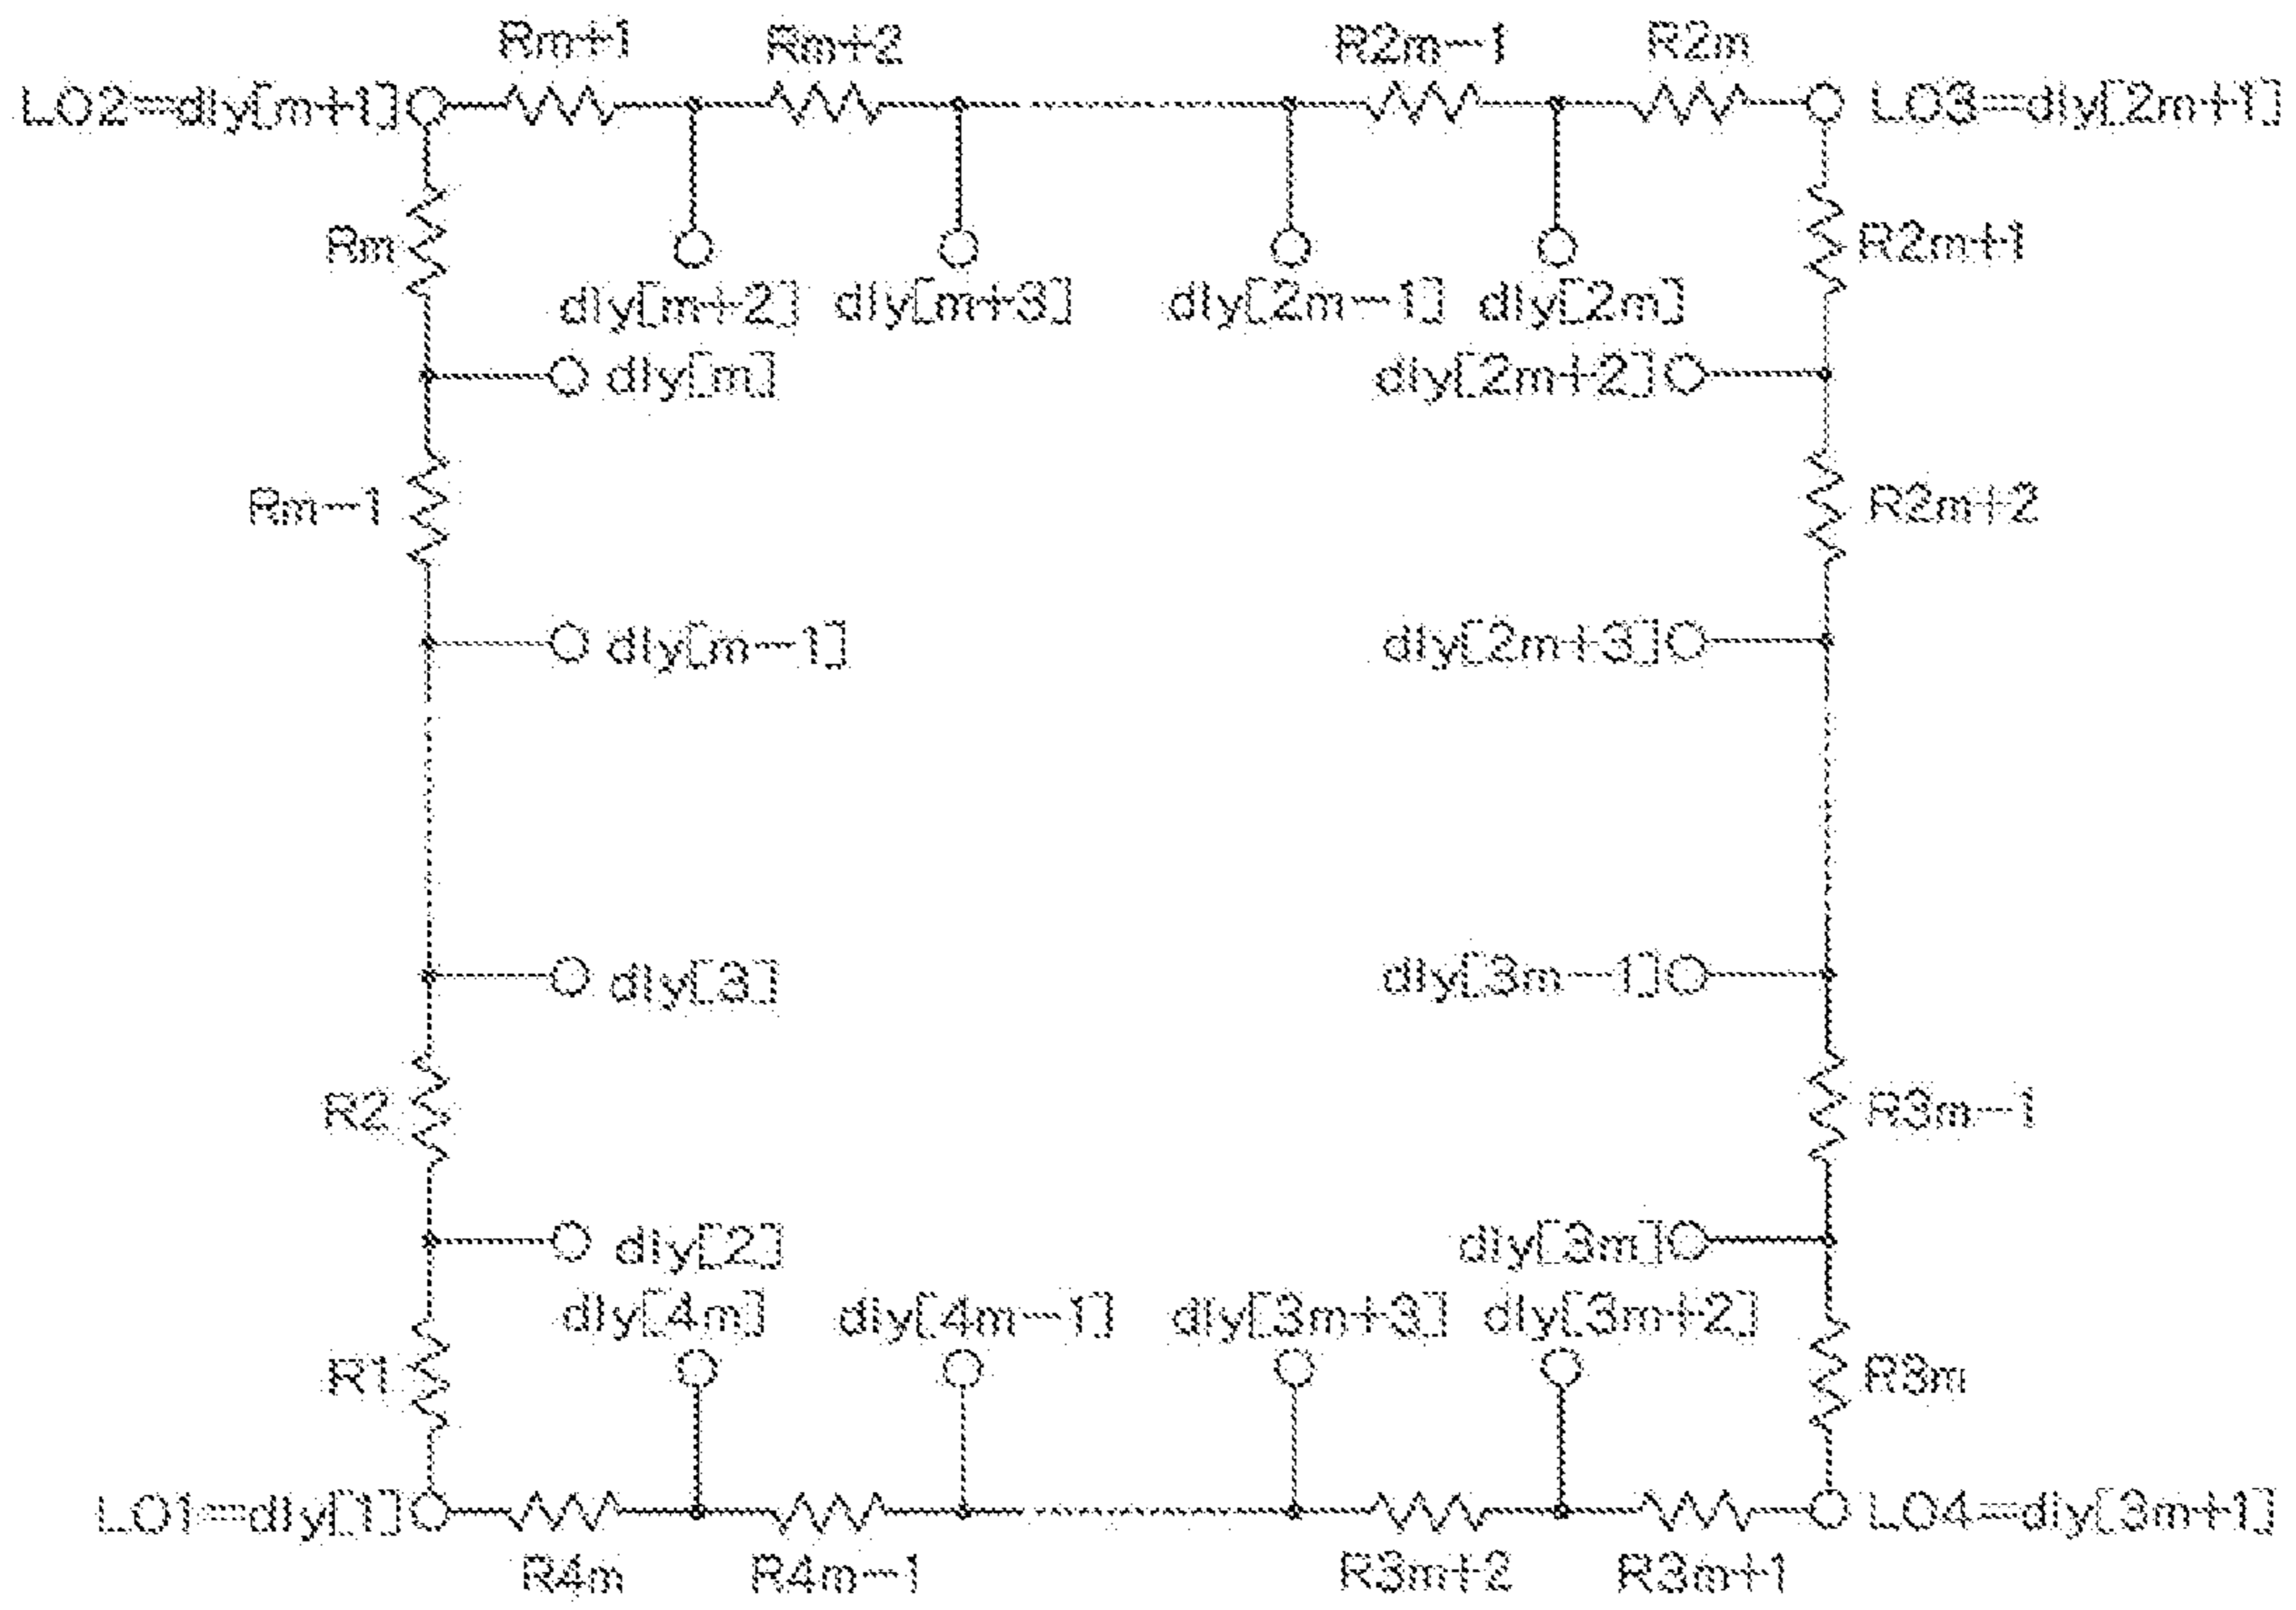 Rm+1 Rm+2 R2m-1 R2m
LO2=dly[m+1] LO3=dly[2m+1]
Rm R2m+1
dly[m+2] dly[m+3] dly[2m-1] dly[2m]
dly[m] dly[2m+2]
Rm-1 R2m+2
dly[m-1] dly[2m+3]
dly[3] dly[3m-1]
R2 R3m-1
dly[2] dly[3m]
dly[4m] dly[4m-1] dly[3m+3] dly[3m+2]
R1 R3m
LO1=dly[1] LO4=dly[3m+1]
R4m R4m-1 R3m+2 R3m+1